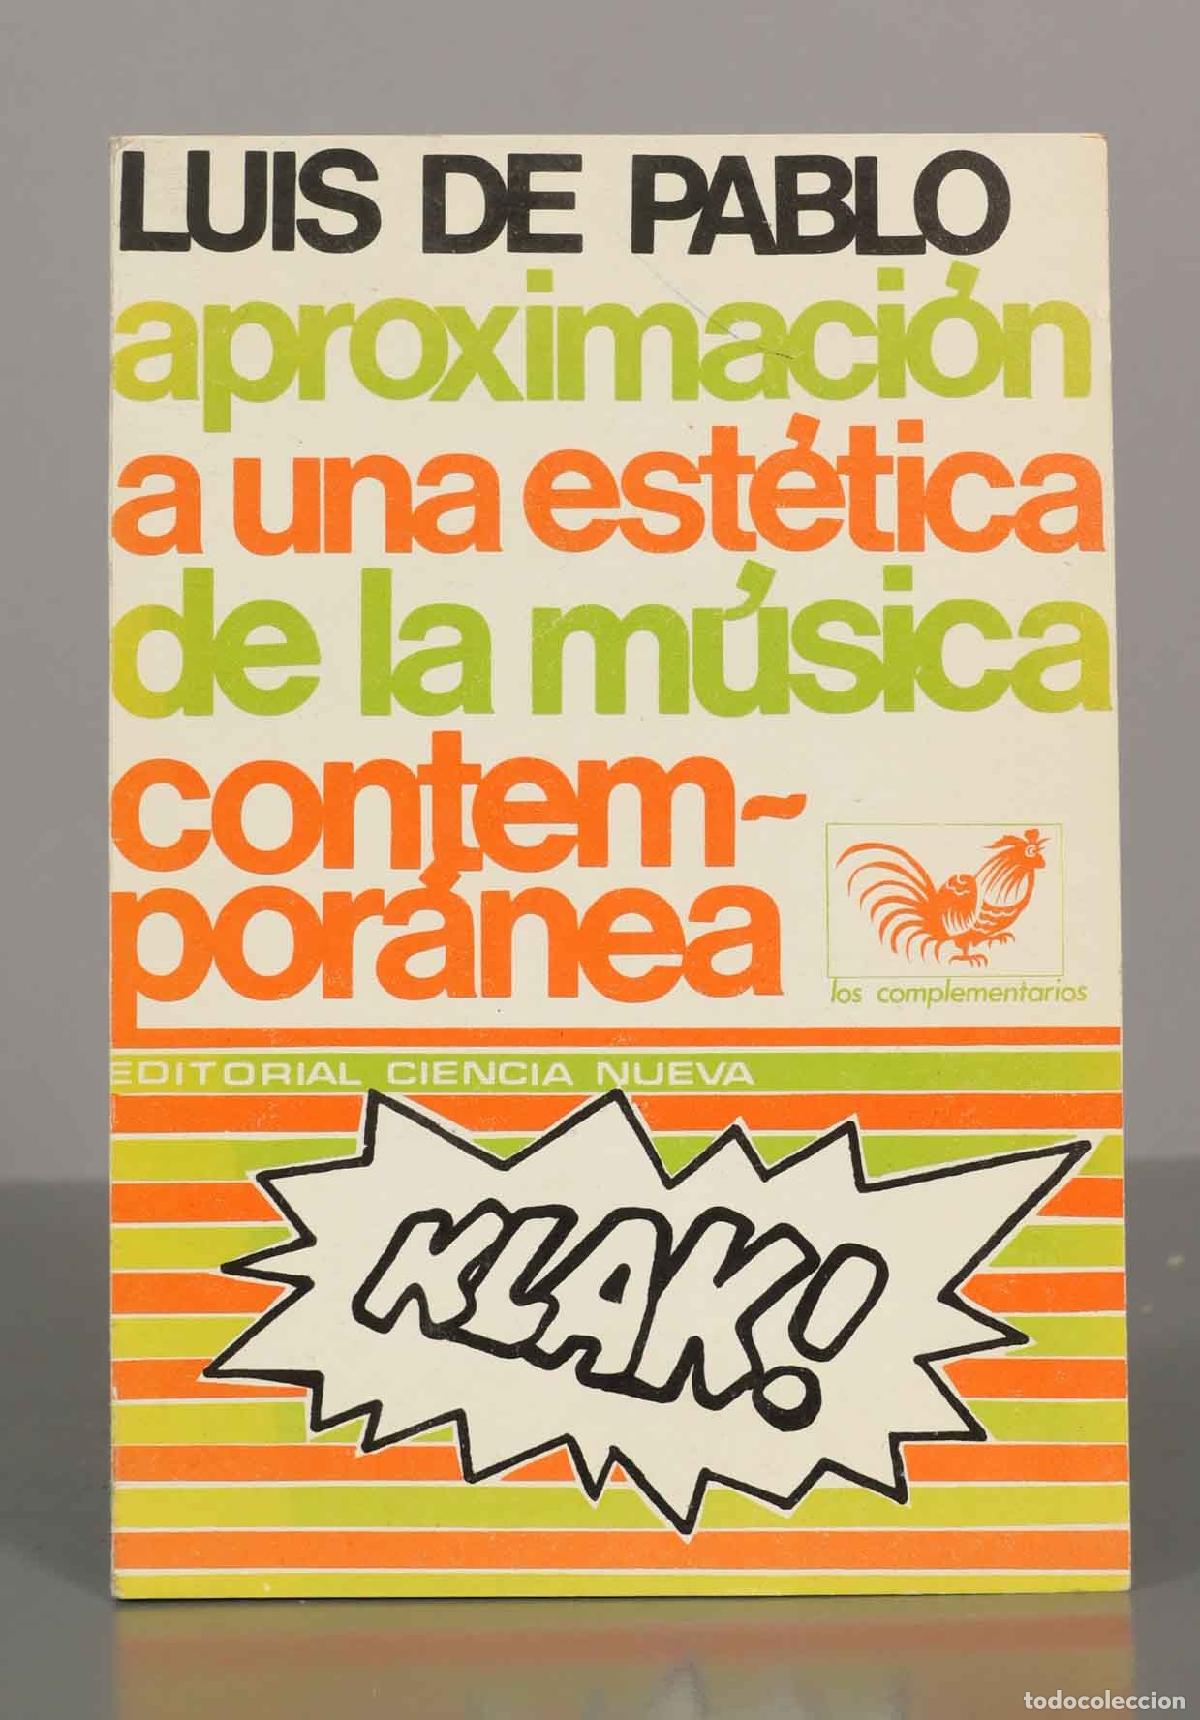 LUIS DE PABLO
aproximación
a una estética
de la música
contem-
poránea
los complementarios
EDITORIAL CIENCIA NUEVA
KLAK!
todocoleccion